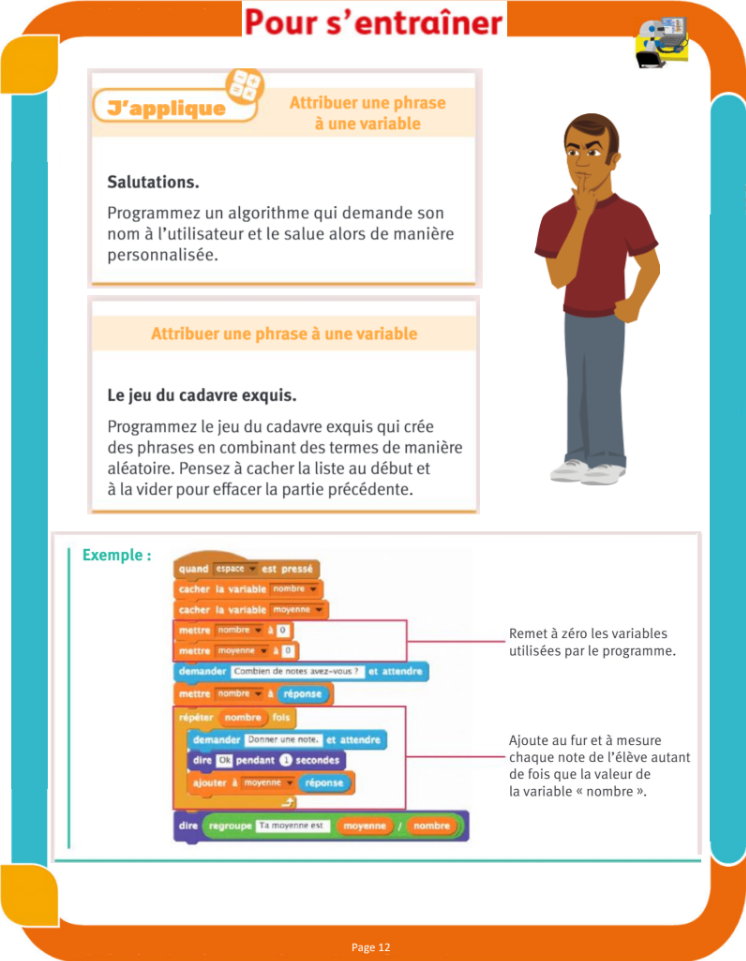 Pour s'entraîner
J'applique
Attribuer une phrase
à une variable
Salutations.
Programmez un algorithme qui demande son
nom à l'utilisateur et le salue alors de manière
personnalisée.
Attribuer une phrase à une variable
Le jeu du cadavre exquis.
Programmez le jeu du cadavre exquis qui crée
des phrases en combinant des termes de manière
aléatoire. Pensez à cacher la liste au début et
à la vider pour effacer la partie précédente.
Exemple :
quand espace est pressé
cacher la variable nombre
cacher la variable moyenne
mettre nombre à 0
mettre moyenne à 0
Remet à zéro les variables
utilisées par le programme.
demander Combien de notes avez-vous ? et attendre
mettre nombre à réponse
répéter nombre fois
demander Donner une note. et attendre
dire Ok pendant 1 secondes
ajouter à moyenne réponse
Ajoute au fur et à mesure
chaque note de l'élève autant
de fois que la valeur de
la variable « nombre ».
dire regroupe Ta moyenne est moyenne / nombre
Page 12